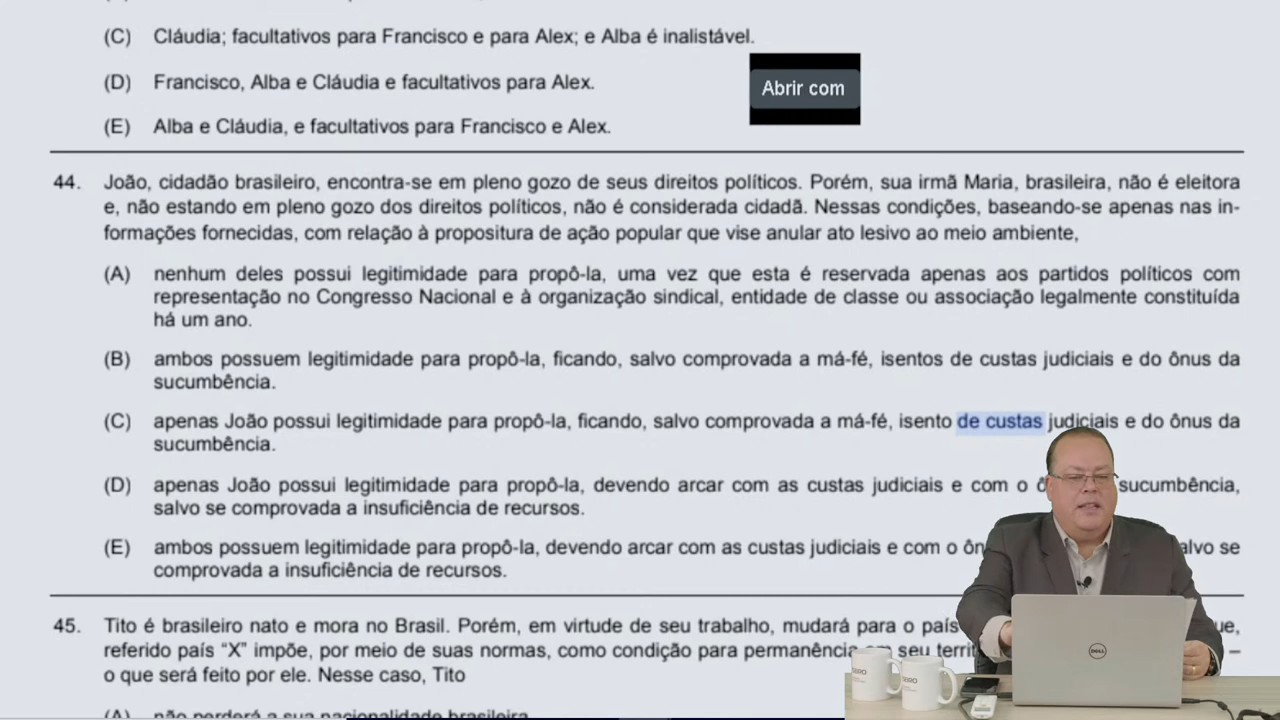 (C) Cláudia; facultativos para Francisco e para Alex; e Alba é inalistável.
Abrir com
(D) Francisco, Alba e Cláudia e facultativos para Alex.
(E) Alba e Cláudia, e facultativos para Francisco e Alex.
44. João, cidadão brasileiro, encontra-se em pleno gozo de seus direitos políticos. Porém, sua irmã Maria, brasileira, não é eleitora
e, não estando em pleno gozo dos direitos políticos, não é considerada cidadã. Nessas condições, baseando-se apenas nas in-
formações fornecidas, com relação à propositura de ação popular que vise anular ato lesivo ao meio ambiente,
(A) nenhum deles possui legitimidade para propô-la, uma vez que esta é reservada apenas aos partidos políticos com
representação no Congresso Nacional e à organização sindical, entidade de classe ou associação legalmente constituída
há um ano.
(B) ambos possuem legitimidade para propô-la, ficando, salvo comprovada a má-fé, isentos de custas judiciais e do ônus da
sucumbência.
(C) apenas João possui legitimidade para propô-la, ficando, salvo comprovada a má-fé, isento de custas judiciais e do ônus da
sucumbência.
(D) apenas João possui legitimidade para propô-la, devendo arcar com as custas judiciais e com o sucumbência,
salvo se comprovada a insuficiência de recursos.
(E) ambos possuem legitimidade para propô-la, devendo arcar com as custas judiciais e com o se
comprovada a insuficiência de recursos.
45. Tito é brasileiro nato e mora no Brasil. Porém, em virtude de seu trabalho, mudará para o país
referido país “X” impõe, por meio de suas normas, como condição para permanência em seu –
o que será feito por ele. Nesse caso, Tito
(A) não perderá a sua nacionalidade brasileira
DELL